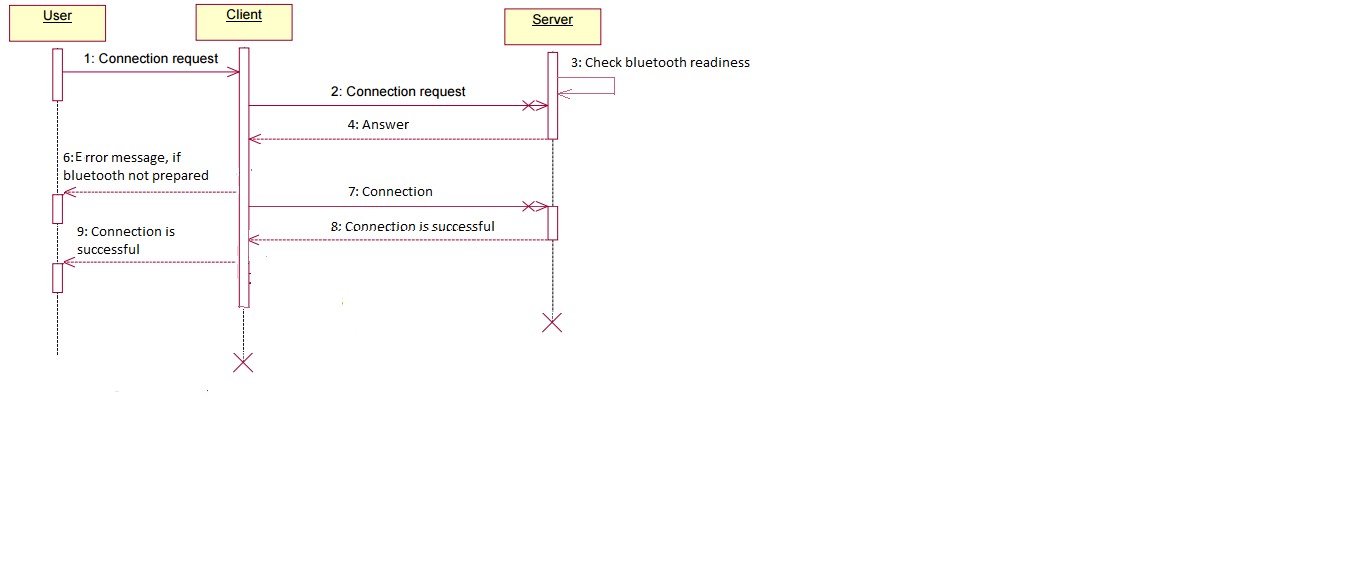 User
Client
Server
1: Connection request
3: Check bluetooth readiness
2: Connection request
4: Answer
6:E rror message, if
bluetooth not prepared
7: Connection
8: Connection is successful
9: Connection is
successful